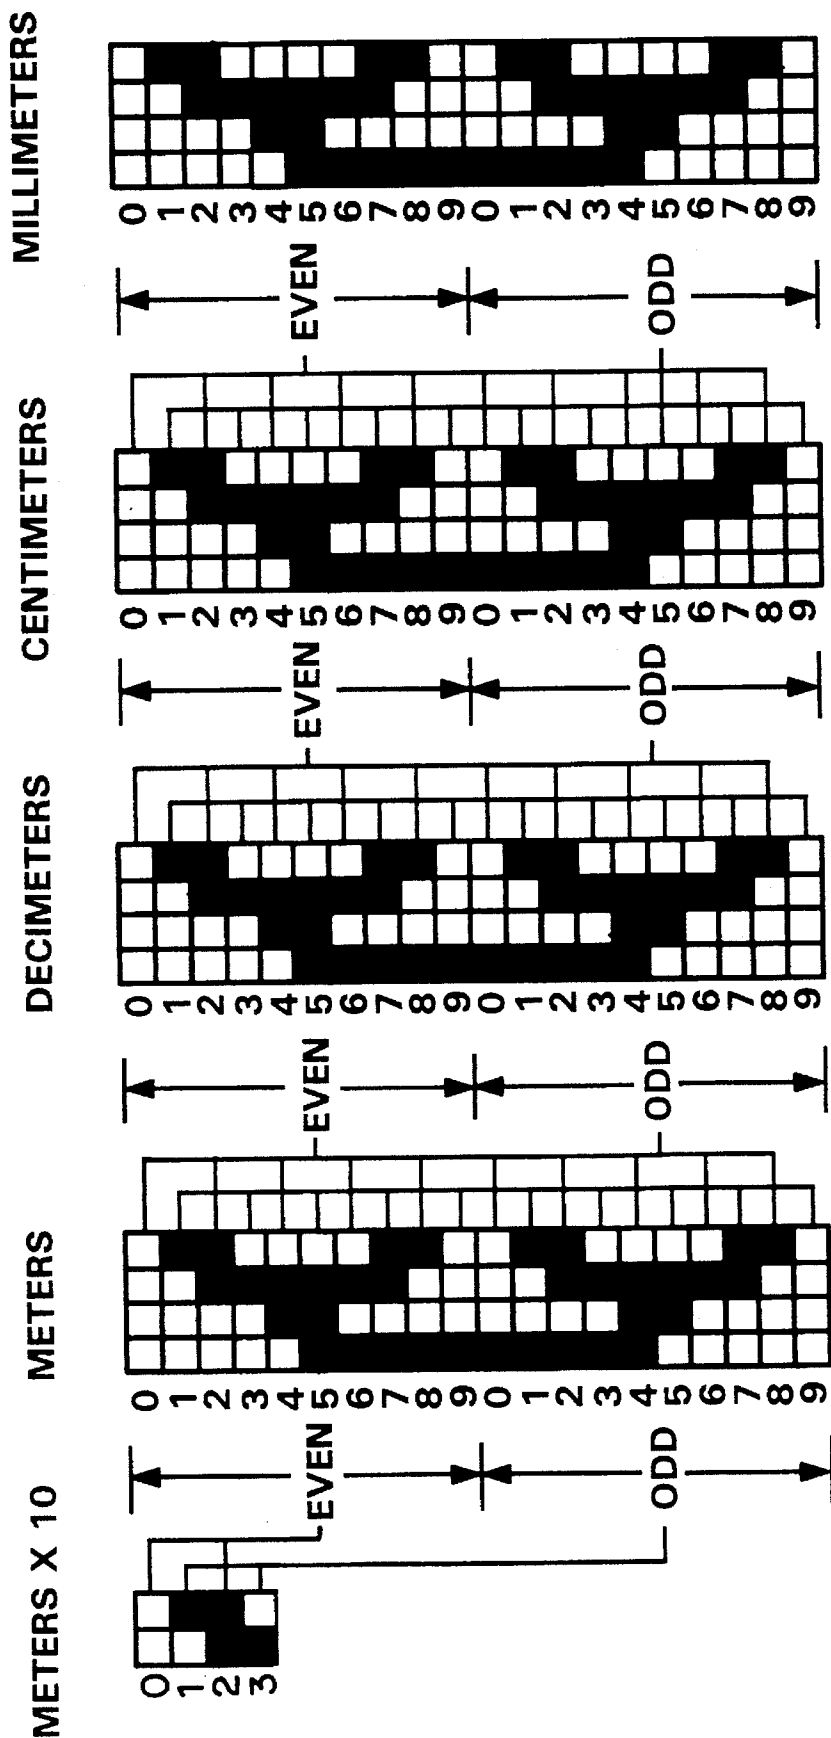 METERS X 10 METERS DECIMETERS CENTIMETERS MILLIMETERS
0 0 0 0 0
1 1 1 1 1
2 2 2 2 2
3 3 3 3 3
4 4 4 4
EVEN 5 EVEN 5 EVEN 5 EVEN 5
6 6 6 6
7 7 7 7
8 8 8 8
9 9 9 9
0 0 0 0
1 1 1 1
2 2 2 2
3 3 3 3
4 4 4 4
ODD 5 ODD 5 ODD 5 ODD 5
6 6 6 6
7 7 7 7
8 8 8 8
9 9 9 9